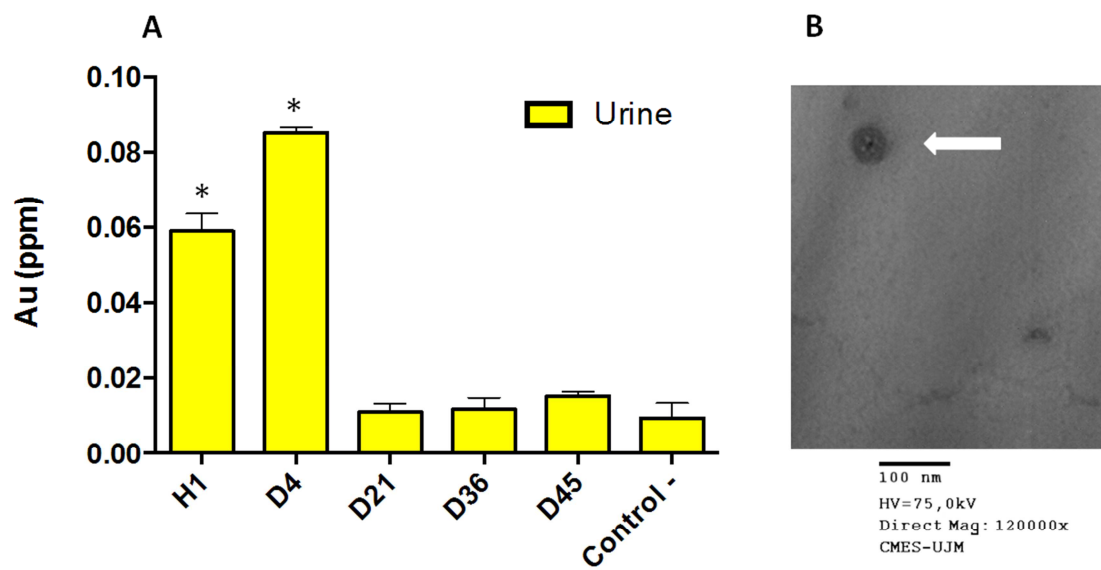 A
B
Au (ppm)
0.10
0.08
0.06
0.04
0.02
0.00
*
*
Urine
H1
D4
D21
D36
D45
Control -
100 nm
HV=75,0kV
Direct Mag: 120000x
CMES-UJM